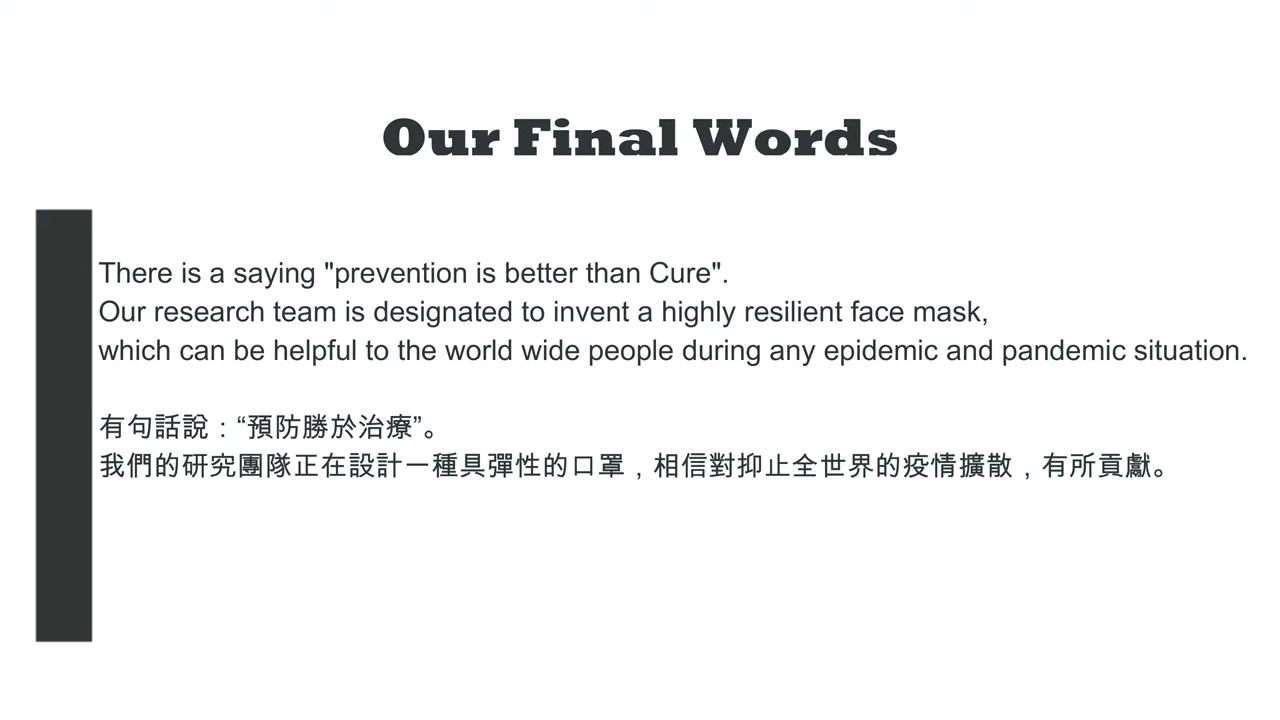 Our Final Words
There is a saying "prevention is better than Cure".
Our research team is designated to invent a highly resilient face mask,
which can be helpful to the world wide people during any epidemic and pandemic situation.
有句話說：“預防勝於治療”。
我們的研究團隊正在設計一種具彈性的口罩，相信對抑止全世界的疫情擴散，有所貢獻。